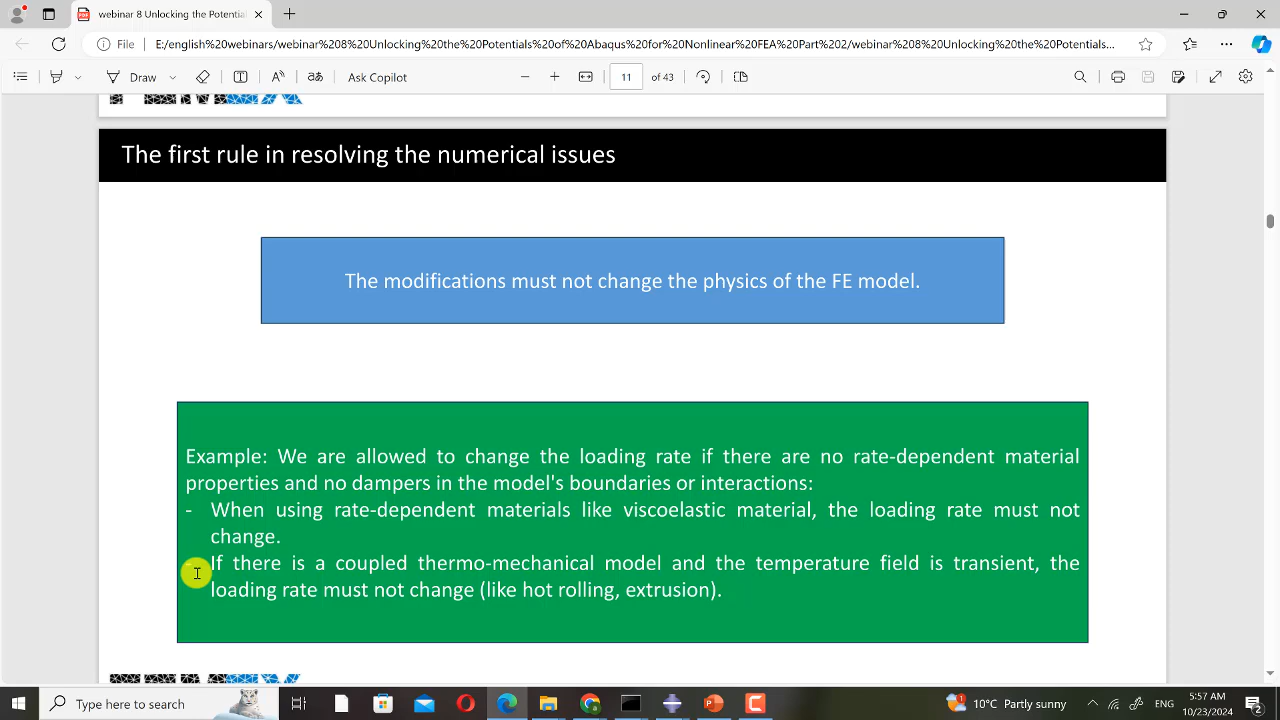 webinar 8 Unlocking the Potentials
File
E:/english%20webinars/webinar%208%20Unlocking%20the%20Potentials%20of%20Abaqus%20for%20Nonlinear%20FEA%20Part%202/webinar%208%20Unlocking%20the%20Potentials...
Draw
Ask Copilot
11 of 43
The first rule in resolving the numerical issues
The modifications must not change the physics of the FE model.
Example: We are allowed to change the loading rate if there are no rate-dependent material
properties and no dampers in the model's boundaries or interactions:
- When using rate-dependent materials like viscoelastic material, the loading rate must not
change.
- If there is a coupled thermo-mechanical model and the temperature field is transient, the
loading rate must not change (like hot rolling, extrusion).
Type here to search
10°C Partly sunny
ENG
5:57 AM
10/23/2024